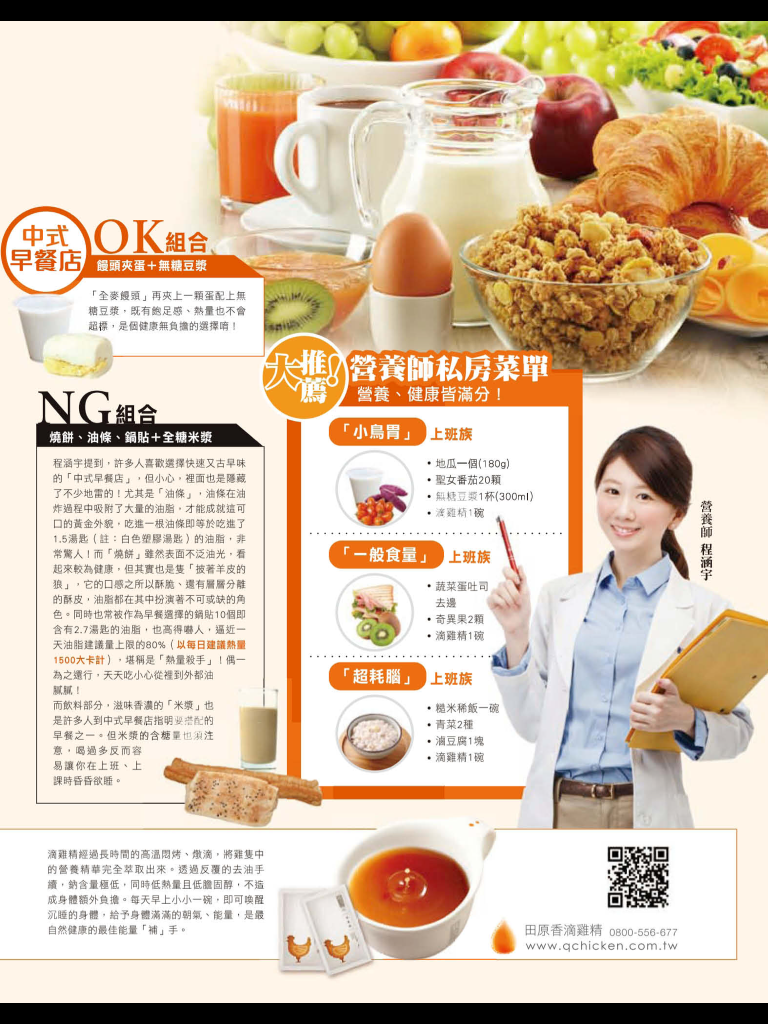 中式
早餐店
OK組合
饅頭夾蛋＋無糖豆漿
「全麥饅頭」再夾上一顆蛋配上無
糖豆漿，既有飽足感、熱量也不會
超標，是個健康無負擔的選擇唷！
NG組合
燒餅、油條、鍋貼＋全糖米漿
程涵宇提到，許多人喜歡選擇快速又古早味
的「中式早餐店」，但小心，裡面也是隱藏
了不少地雷的！尤其是「油條」，油條在油
炸過程中吸附了大量的油脂，才能成就這可
口的黃金外貌，吃進一根油條即等於吃進了
1.5湯匙（註：白色塑膠湯匙）的油脂，非
常驚人！而「燒餅」雖然表面不泛油光，看
起來較為健康，但其實也是隻「披著羊皮的
狼」，它的口感之所以酥脆、還有層層分離
的酥皮，油脂都在其中扮演著不可或缺的角
色。同時也常被作為早餐選擇的鍋貼10個即
含有2.7湯匙的油脂，也高得嚇人，逼近一
天油脂建議量上限的80%（以每日建議熱量
1500大卡計），堪稱是「熱量殺手」！偶一
為之還行，天天吃小心從裡到外都油
膩膩！
而飲料部分，滋味香濃的「米漿」也
是許多人到中式早餐店指明要搭配的
早餐之一。但米漿的含糖量也須注
意，喝過多反而容
易讓你在上班、上
課時昏昏欲睡。
大推薦！
營養師私房菜單
營養、健康皆滿分！
「小鳥胃」上班族
• 地瓜一個(180g)
• 聖女番茄20顆
• 無糖豆漿1杯(300ml)
• 滴雞精1碗
「一般食量」上班族
• 蔬菜蛋吐司
去邊
• 奇異果2顆
• 滴雞精1碗
「超耗腦」上班族
• 糙米稀飯一碗
• 青菜2種
• 滷豆腐1塊
• 滴雞精1碗
營養師 程涵宇
滴雞精經過長時間的高溫悶烤、燉滴，將雞隻中
的營養精華完全萃取出來。透過反覆的去油手
續，鈉含量極低，同時低熱量且低膽固醇，不造
成身體額外負擔。每天早上小小一碗，即可喚醒
沉睡的身體，給予身體滿滿的朝氣、能量，是最
自然健康的最佳能量「補」手。
田原香滴雞精 0800-556-677
www.qchicken.com.tw